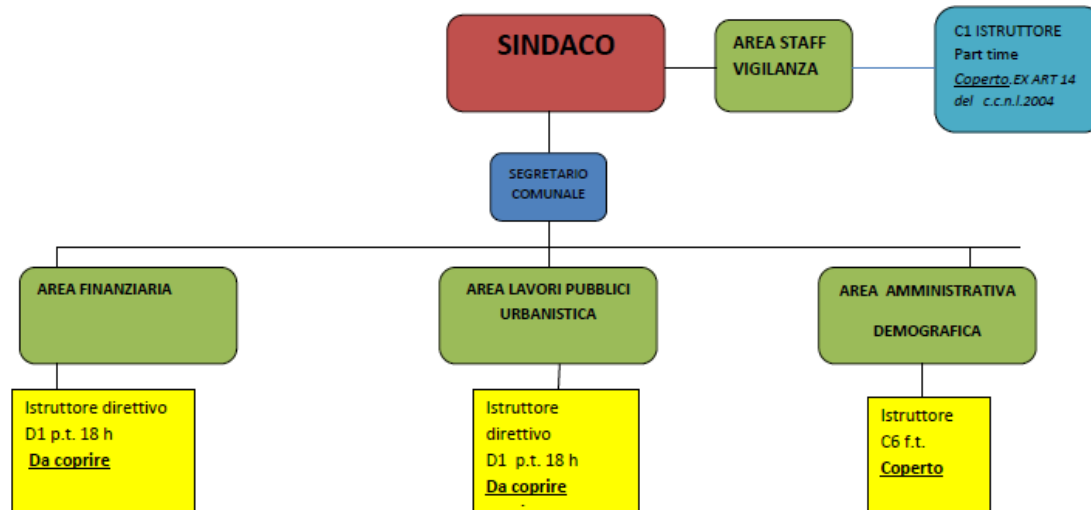 SINDACO
AREA STAFF
VIGILANZA
C1 ISTRUTTORE
Part time
Coperto.EX ART 14
del c.c.n.l.2004
SEGRETARIO
COMUNALE
AREA FINANZIARIA
AREA LAVORI PUBBLICI
URBANISTICA
AREA AMMINISTRATIVA
DEMOGRAFICA
Istruttore direttivo
D1 p.t. 18 h
Da coprire
Istruttore
direttivo
D1 p.t. 18 h
Da coprire
Istruttore
C6 f.t.
Coperto